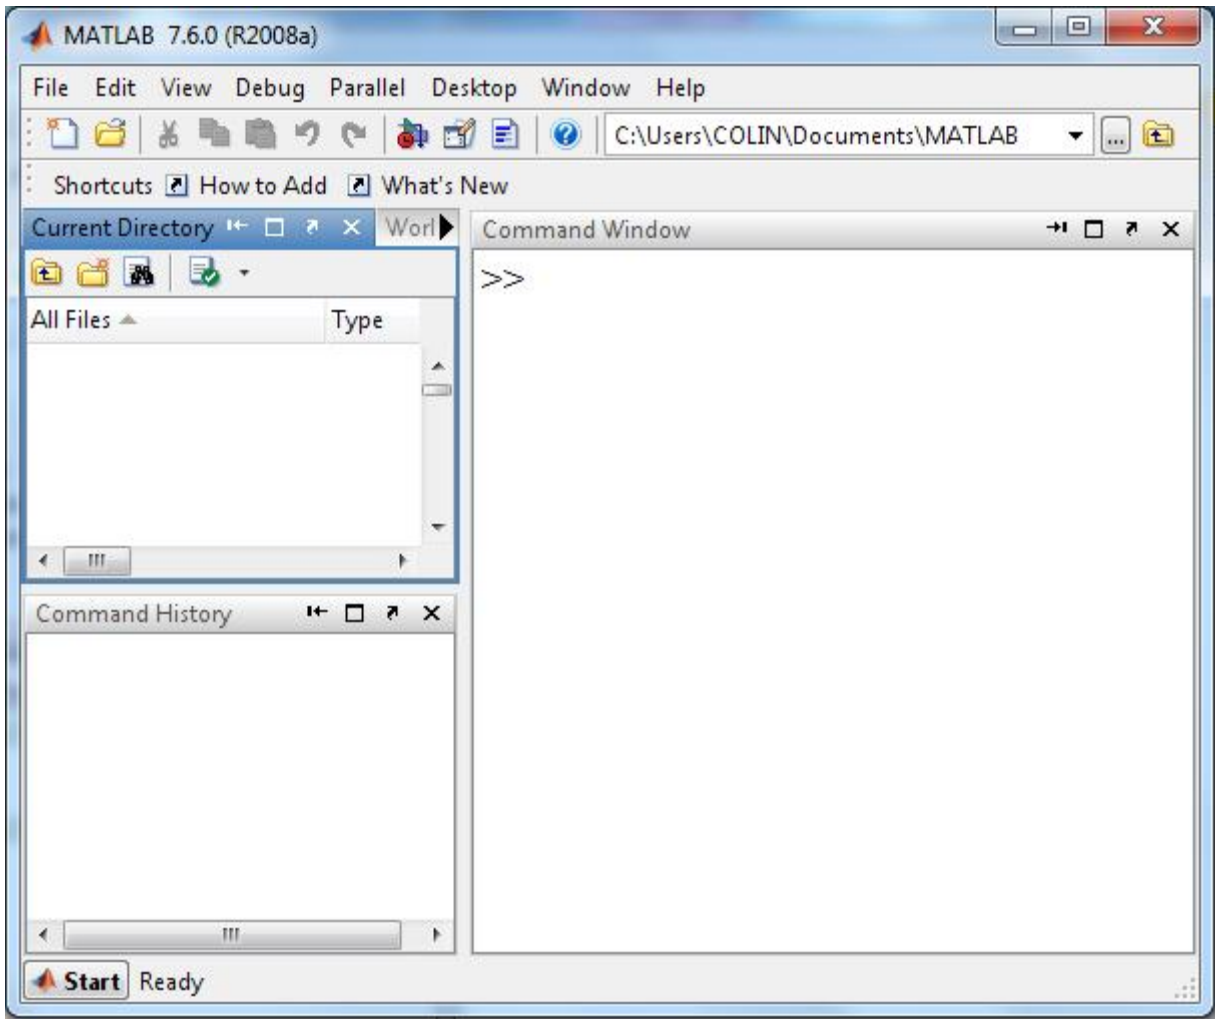 MATLAB 7.6.0 (R2008a)
File Edit View Debug Parallel Desktop Window Help
C:\Users\COLIN\Documents\MATLAB
...
Shortcuts How to Add What's New
Current Directory Worl
All Files Type
Command History
Command Window
>>
Start Ready